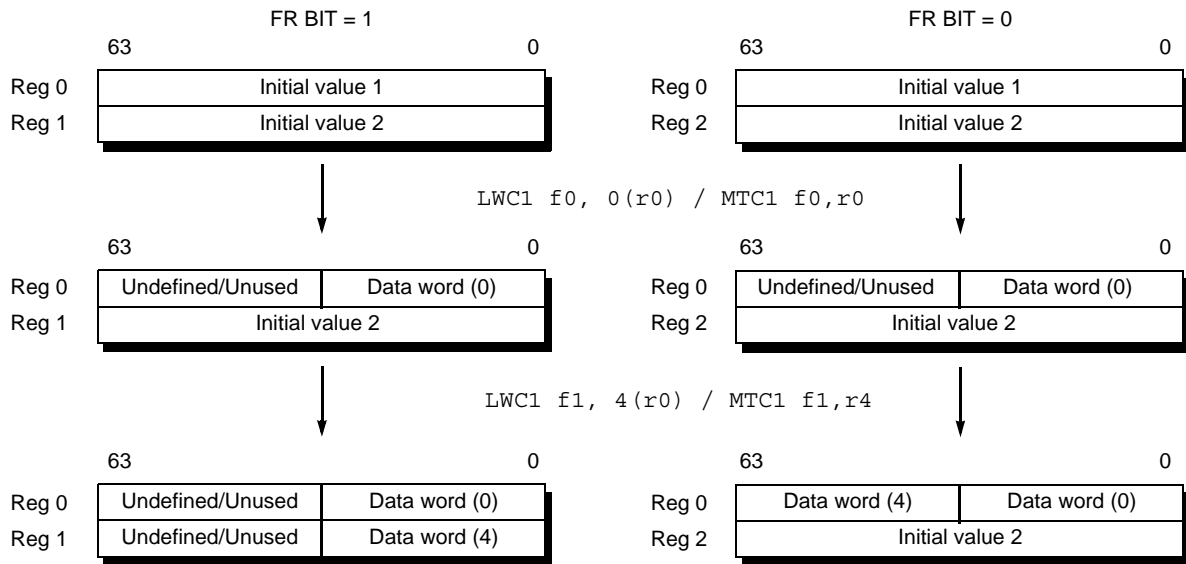 FR BIT = 1 FR BIT = 0
63 0 63 0
Reg 0 Initial value 1 Reg 0 Initial value 1
Reg 1 Initial value 2 Reg 2 Initial value 2
LWC1 f0, 0(r0) / MTC1 f0,r0
63 0 63 0
Reg 0 Undefined/Unused Data word (0) Reg 0 Undefined/Unused Data word (0)
Reg 1 Initial value 2 Reg 2 Initial value 2
LWC1 f1, 4(r0) / MTC1 f1,r4
63 0 63 0
Reg 0 Undefined/Unused Data word (0) Reg 0 Data word (4) Data word (0)
Reg 1 Undefined/Unused Data word (4) Reg 2 Initial value 2